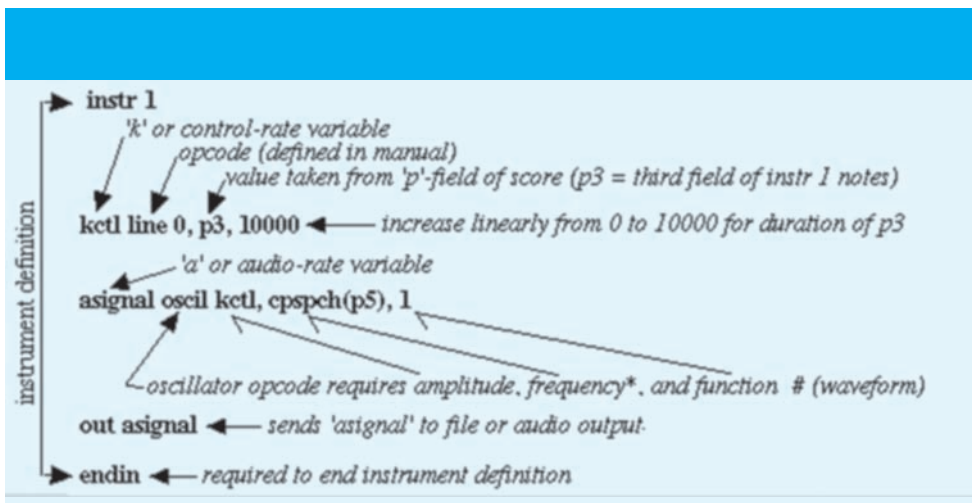 instr 1
'k' or control-rate variable
opcode (defined in manual)
value taken from 'p'-field of score (p3 = third field of instr 1 notes)
kctl line 0, p3, 10000
increase linearly from 0 to 10000 for duration of p3
'a' or audio-rate variable
asignal oscil kctl, cpspch(p5), 1
oscillator opcode requires amplitude, frequency*, and function # (waveform)
out asignal
sends 'asignal' to file or audio output.
endin
required to end instrument definition
instrument definition